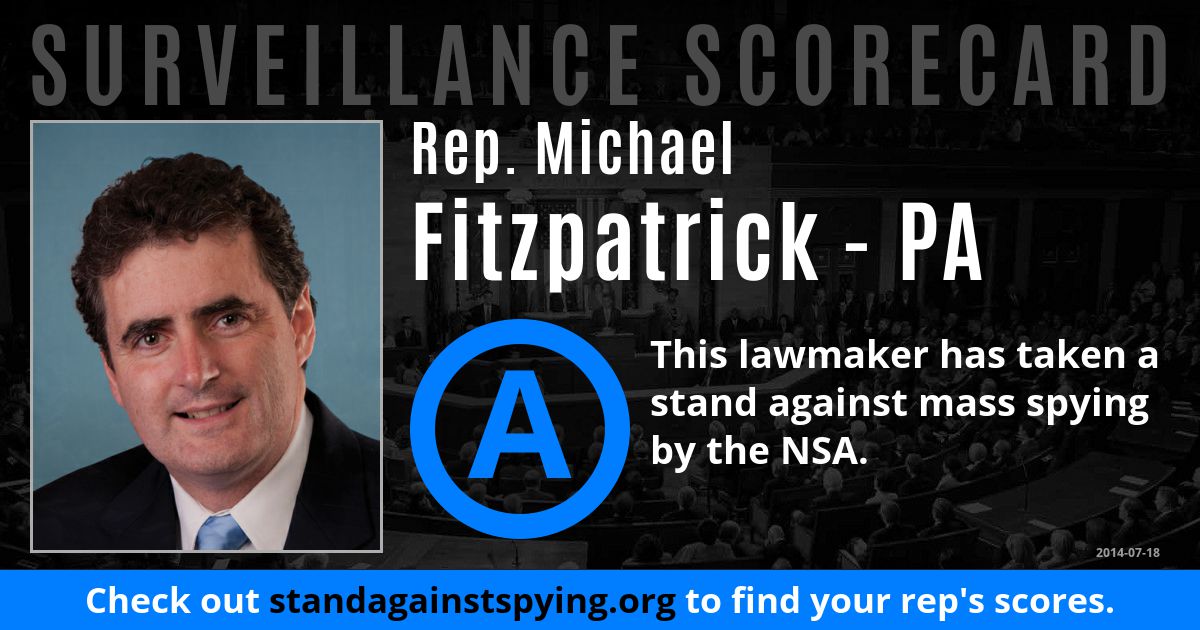 SURVEILLANCE SCORECARD
Rep. Michael
Fitzpatrick - PA
A
This lawmaker has taken a
stand against mass spying
by the NSA.
2014-07-18
Check out standagainstspying.org to find your rep's scores.